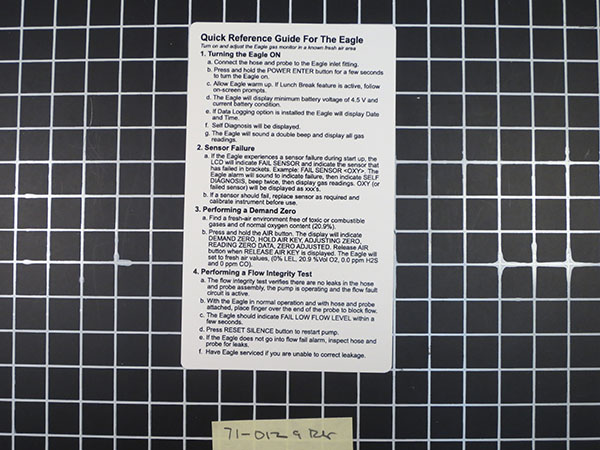 Quick Reference Guide For The Eagle
Turn on and adjust the Eagle gas monitor in a known fresh air area
1. Turning the Eagle ON
a. Connect the hose and probe to the Eagle inlet fitting.
b. Press and hold the POWER ENTER button for a few seconds
to turn the Eagle on.
c. Allow Eagle warm up. If Lunch Break feature is active, follow
on-screen prompts.
d. The Eagle will display minimum battery voltage of 4.5 V and
current battery condition.
e. If Data Logging option is installed the Eagle will display Date
and Time.
f. Self Diagnosis will be displayed.
g. The Eagle will sound a double beep and display all gas
readings.
2. Sensor Failure
a. If the Eagle experiences a sensor failure during start up, the
LCD will indicate FAIL SENSOR and indicate the sensor that
has failed in brackets. Example: FAIL SENSOR <OXY>. The
Eagle alarm will sound to indicate failure, then indicate SELF
DIAGNOSIS, beep twice, then display gas readings. OXY (or
failed sensor) will be displayed as xxx's.
b. If a sensor should fail, replace sensor as required and
calibrate instrument before use.
3. Performing a Demand Zero
a. Find a fresh-air environment free of toxic or combustible
gases and of normal oxygen content (20.9%).
b. Press and hold the AIR button. The display will indicate
DEMAND ZERO, HOLD AIR KEY, ADJUSTING ZERO,
READING ZERO DATA, ZERO ADJUSTED. Release AIR
button when RELEASE AIR KEY is displayed. The Eagle will
set to fresh air values, (0% LEL, 20.9 %Vol O2, 0.0 ppm H2S
and 0 ppm CO).
4. Performing a Flow Integrity Test
a. The flow integrity test verifies there are no leaks in the hose
and probe assembly, the pump is operating and the flow fault
circuit is active.
b. With the Eagle in normal operation and with hose and probe
attached, place finger over the end of probe to block flow.
c. The Eagle should indicate FAIL LOW FLOW LEVEL within a
few seconds.
d. Press RESET SILENCE button to restart pump.
e. If the Eagle does not go into flow fail alarm, inspect hose and
probe for leaks.
f. Have Eagle serviced if you are unable to correct leakage.
71-0129